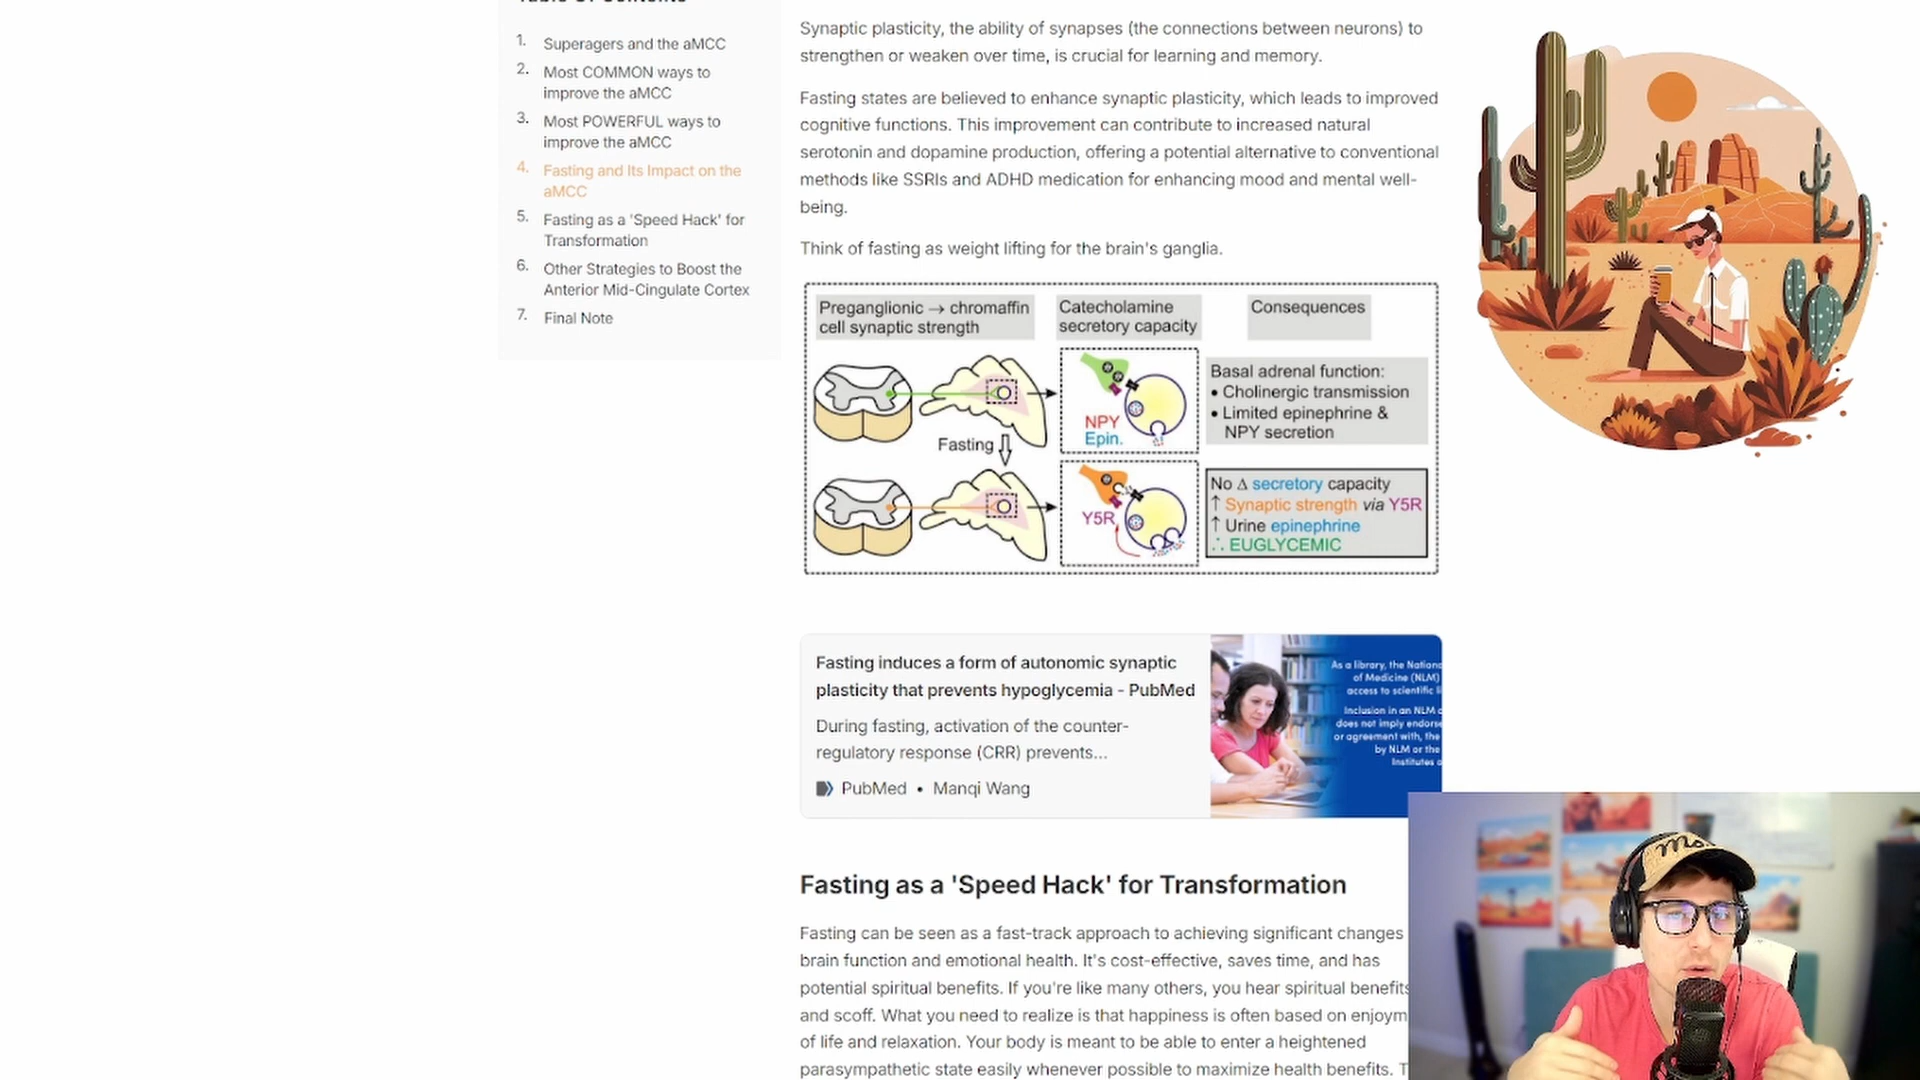 Table Of Contents
1. Superagers and the aMCC
2. Most COMMON ways to
improve the aMCC
3. Most POWERFUL ways to
improve the aMCC
4. Fasting and Its Impact on the
aMCC
5. Fasting as a 'Speed Hack' for
Transformation
6. Other Strategies to Boost the
Anterior Mid-Cingulate Cortex
7. Final Note
Synaptic plasticity, the ability of synapses (the connections between neurons) to
strengthen or weaken over time, is crucial for learning and memory.
Fasting states are believed to enhance synaptic plasticity, which leads to improved
cognitive functions. This improvement can contribute to increased natural
serotonin and dopamine production, offering a potential alternative to conventional
methods like SSRIs and ADHD medication for enhancing mood and mental well-
being.
Think of fasting as weight lifting for the brain's ganglia.
Preganglionic → chromaffin
cell synaptic strength
Catecholamine
secretory capacity
Consequences
NPY
Epin.
Basal adrenal function:
• Cholinergic transmission
• Limited epinephrine &
NPY secretion
Fasting
Y5R
No Δ secretory capacity
↑ Synaptic strength via Y5R
↑ Urine epinephrine
∴ EUGLYCEMIC
Fasting induces a form of autonomic synaptic
plasticity that prevents hypoglycemia - PubMed
During fasting, activation of the counter-
regulatory response (CRR) prevents...
PubMed • Manqi Wang
As a library, the Nationa
of Medicine (NLM)
access to scientific li
Inclusion in an NLM d
does not imply endorse
or agreement with, the
by NLM or the
Institutes o
Fasting as a 'Speed Hack' for Transformation
Fasting can be seen as a fast-track approach to achieving significant changes
brain function and emotional health. It's cost-effective, saves time, and has
potential spiritual benefits. If you're like many others, you hear spiritual benefits
and scoff. What you need to realize is that happiness is often based on enjoym
of life and relaxation. Your body is meant to be able to enter a heightened
parasympathetic state easily whenever possible to maximize health benefits. T